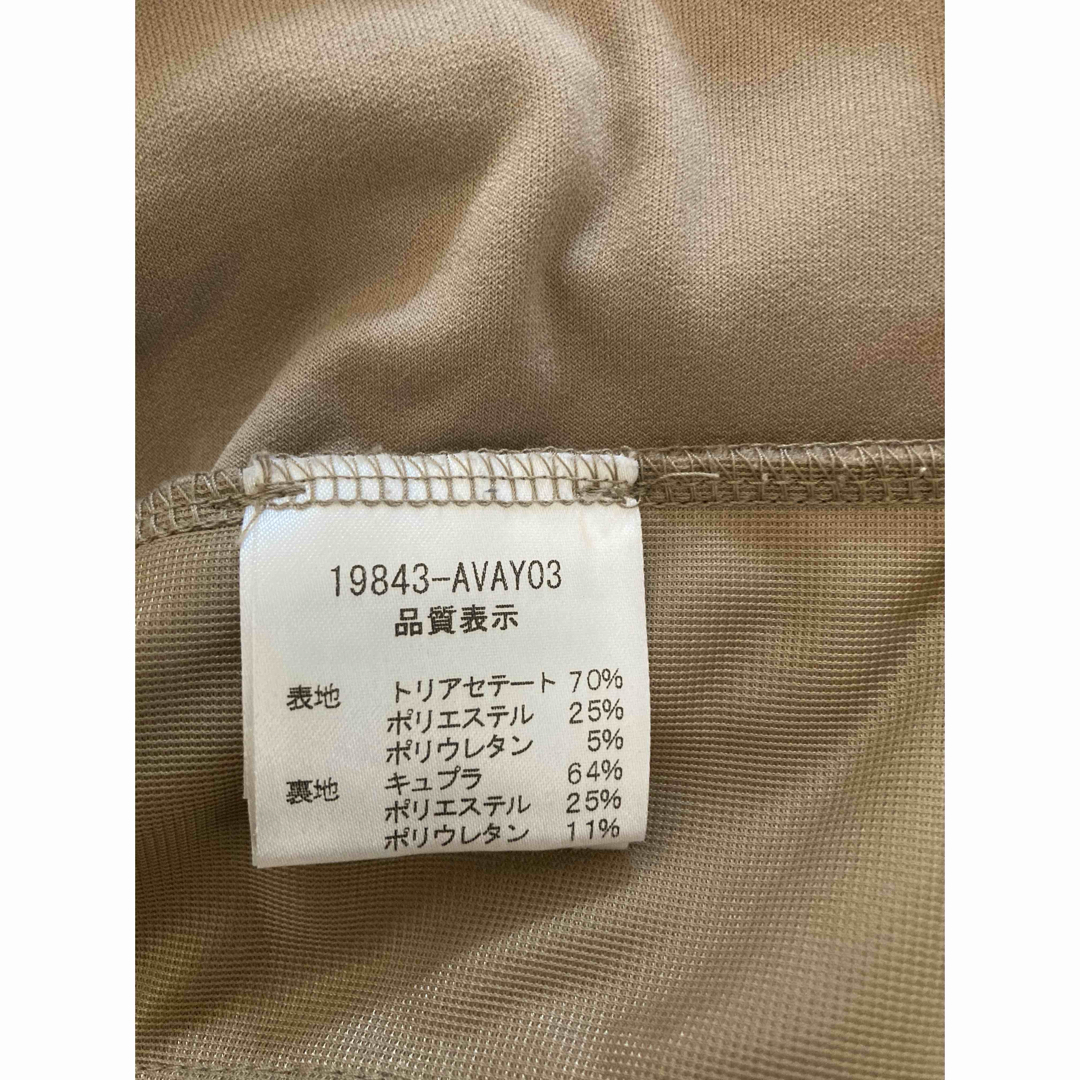 19843-AVAY03
品質表示
表地 トリアセテート 70%
ポリエステル 25%
ポリウレタン 5%
裏地 キュプラ 64%
ポリエステル 25%
ポリウレタン 11%